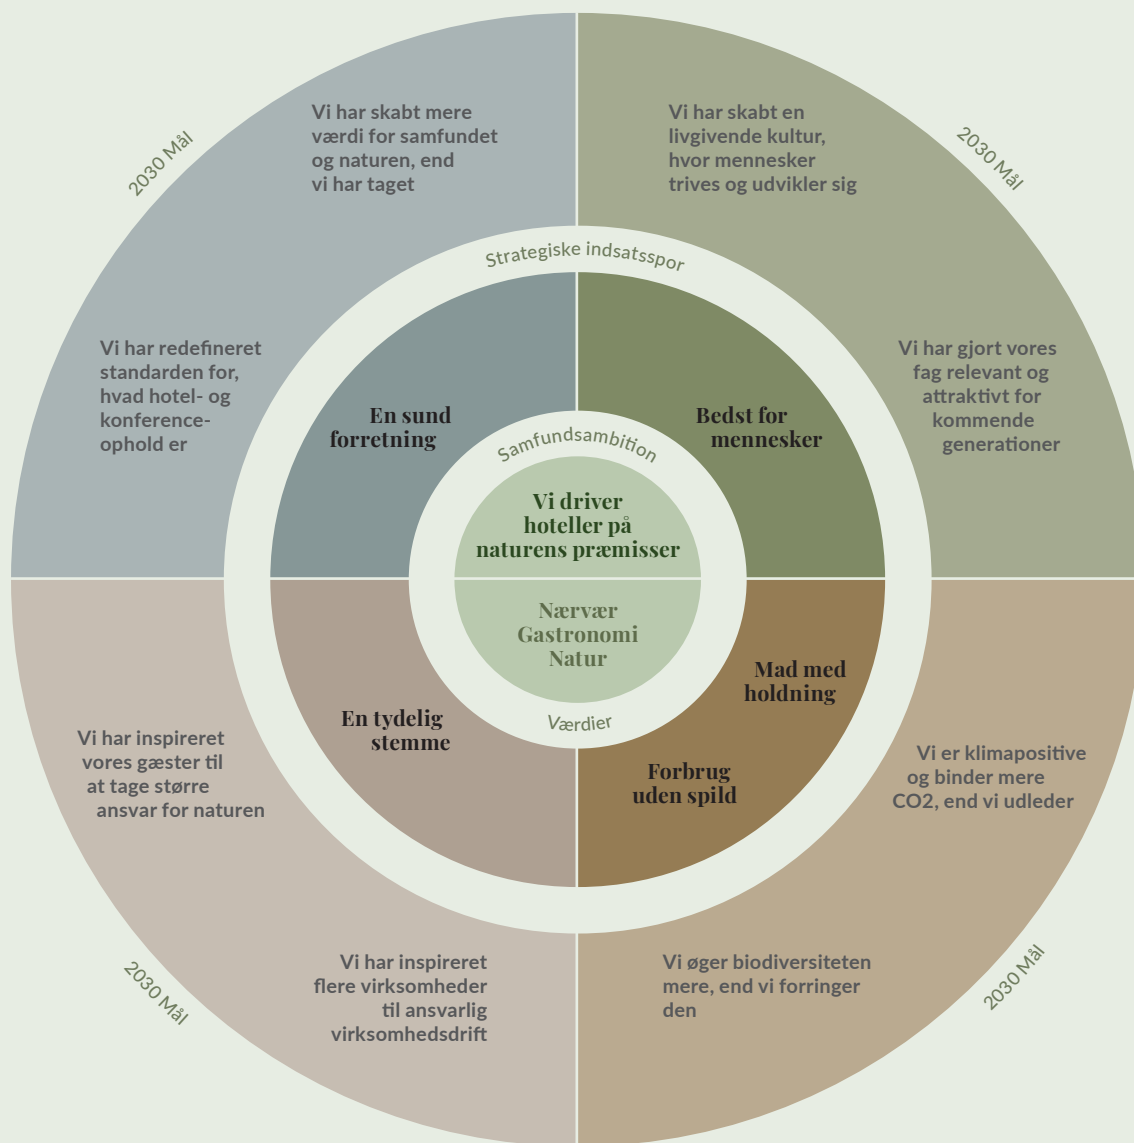 2030 Mål
Vi har skabt mere
værdi for samfundet
og naturen, end
vi har taget
Vi har redefineret
standarden for,
hvad hotel- og
konference-
ophold er
2030 Mål
Vi har skabt en
livgivende kultur,
hvor mennesker
trives og udvikler sig
Vi har gjort vores
fag relevant og
attraktivt for
kommende
generationer
Strategiske indsatsspor
En sund
forretning
Bedst for
mennesker
Samfundsambition
Vi driver
hoteller på
naturens præmisser
Nærvær
Gastronomi
Natur
Værdier
En tydelig
stemme
Mad med
holdning
Forbrug
uden spild
Vi har inspireret
vores gæster til
at tage større
ansvar for naturen
Vi har inspireret
flere virksomheder
til ansvarlig
virksomhedsdrift
2030 Mål
Vi er klimapositive
og binder mere
CO2, end vi udleder
Vi øger biodiversiteten
mere, end vi forringer
den
2030 Mål